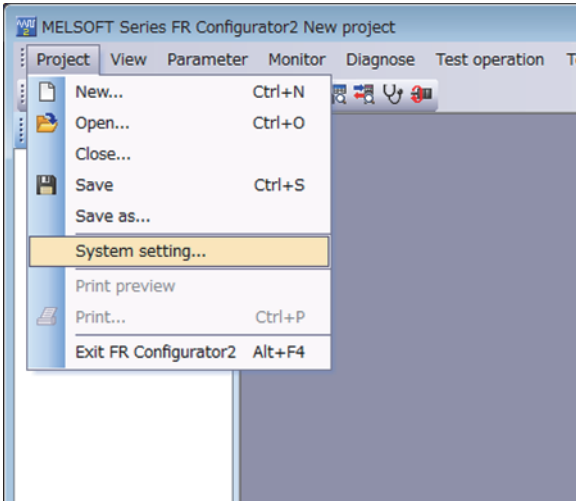 MELSOFT Series FR Configurator2 New project
Project View Parameter Monitor Diagnose Test operation
New... Ctrl+N
Open... Ctrl+O
Close...
Save Ctrl+S
Save as...
System setting...
Print preview
Print... Ctrl+P
Exit FR Configurator2 Alt+F4